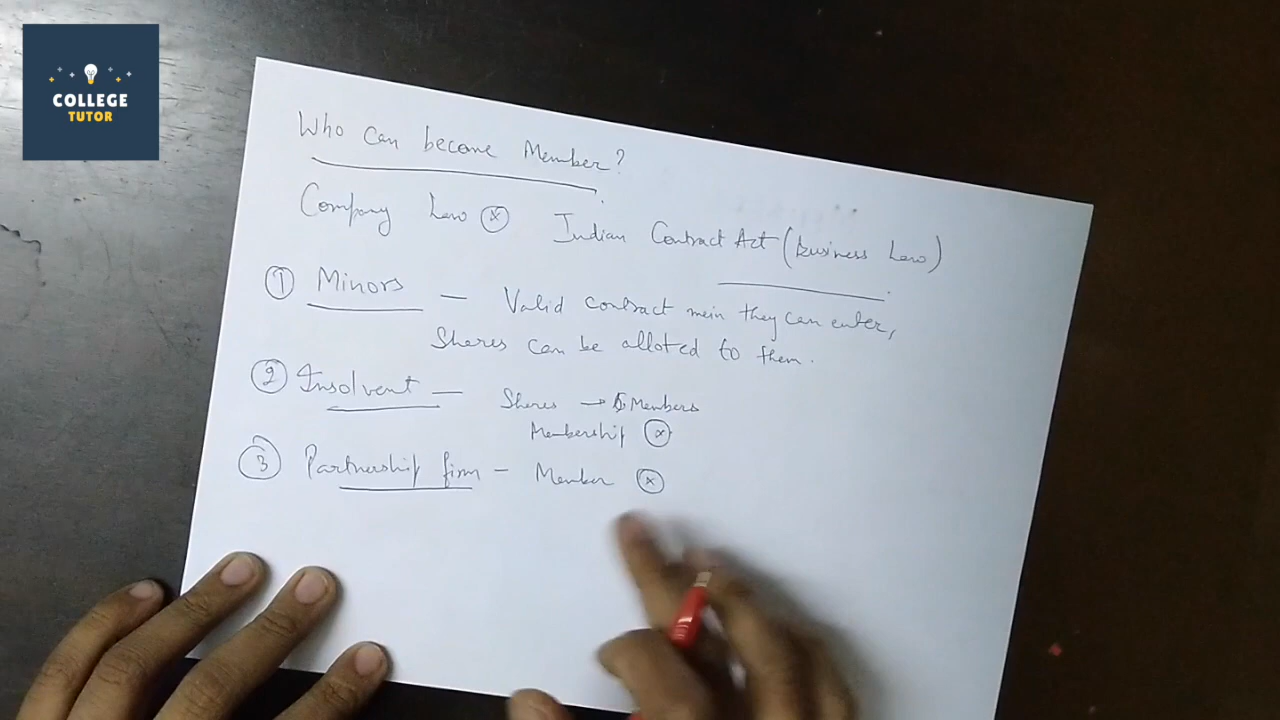 COLLEGE
TUTOR
Who can become Member?
Company Law ⓧ Indian Contract Act (Business Law)
① Minors — Valid contract mein they can enter,
Shares can be alloted to them.
② Insolvent — Shares → Members
Membership ⓧ
③ Partnership firm — Member ⓧ